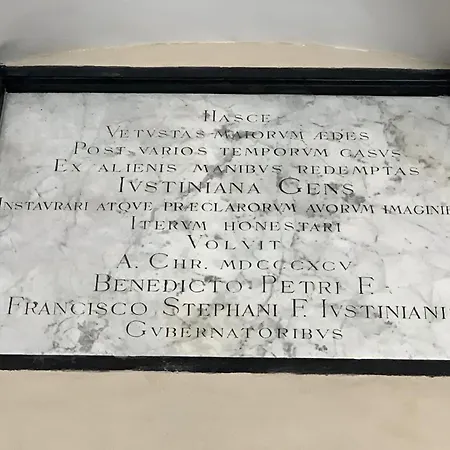 HASCE
VETVSTAS MAIORVM ÆDES
POST VARIOS TEMPORVM CASVS
EX ALIENIS MANIBVS REDEMPTAS
IVSTINIANA GENS
INSTAVRARI ATQVE PRÆCLARORVM AVORVM IMAGINIB
ITERVM HONESTARI
VOLVIT
A. CHR. MDCCCXCV
BENEDICTO PETRI F.
FRANCISCO STEPHANI F. IVSTINIANI
GVBERNATORIBVS